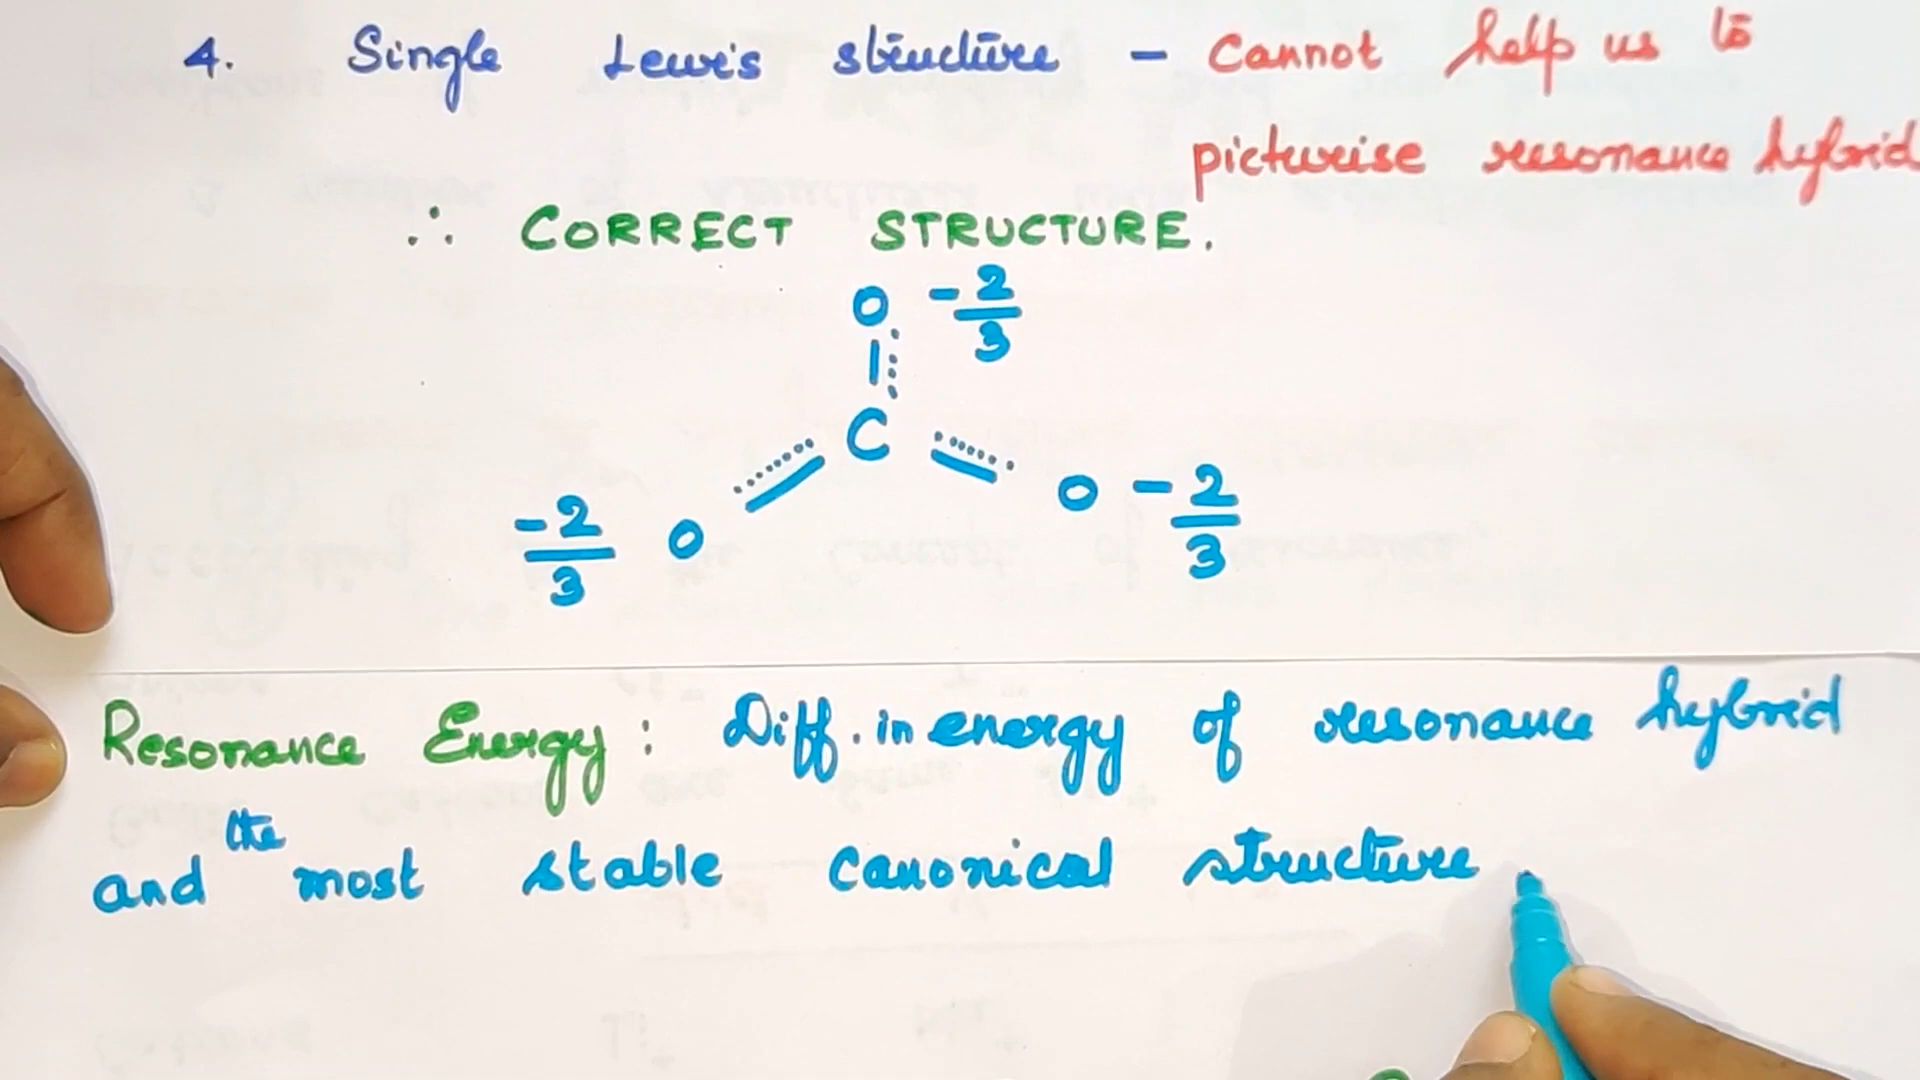 4. Single Lewis structure - Cannot help us to
picturise resonance hybrid
∴ CORRECT STRUCTURE.
O -2/3
C
-2/3 O
O -2/3
Resonance Energy : Diff. in energy of resonance hybrid
and the most stable canonical structure